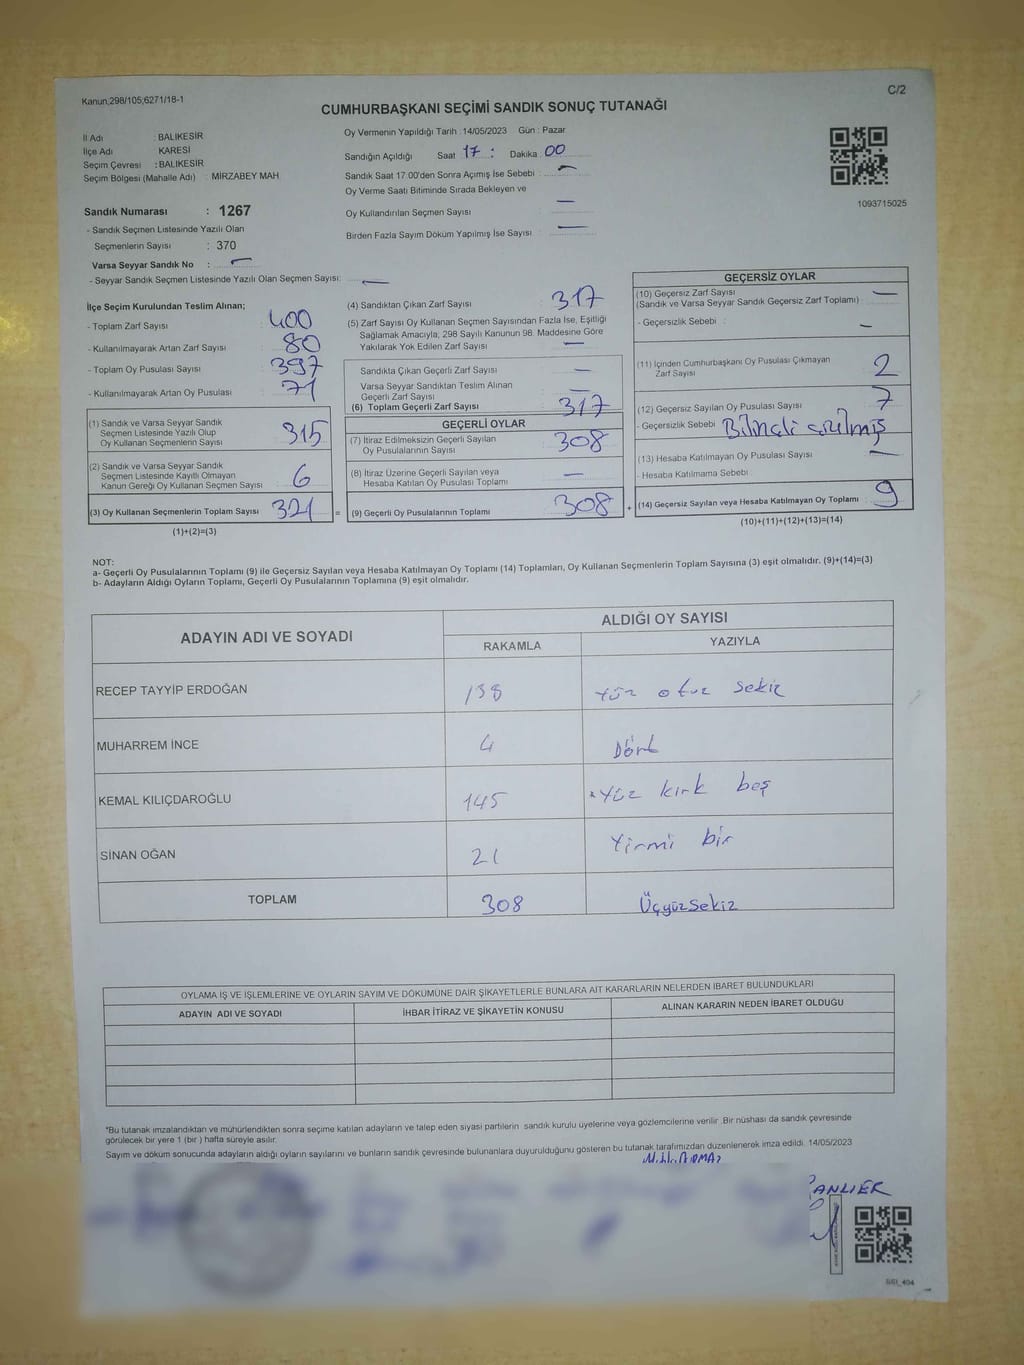 Kanun;298/105;6271/18-1
C/2
CUMHURBAŞKANI SEÇİMİ SANDIK SONUÇ TUTANAĞI
İl Adı : BALIKESİR
İlçe Adı : KARESİ
Seçim Çevresi : BALIKESİR
Seçim Bölgesi (Mahalle Adı) : MİRZABEY MAH
Oy Vermenin Yapıldığı Tarih : 14/05/2023 Gün : Pazar
Sandığın Açıldığı Saat 17 : Dakika : 00
Sandık Saat 17:00'den Sonra Açımış İse Sebebi : —
Oy Verme Saati Bitiminde Sırada Bekleyen ve
Oy Kullandırılan Seçmen Sayısı : —
Birden Fazla Sayım Döküm Yapılmış İse Sayısı : —
1093715025
Sandık Numarası : 1267
- Sandık Seçmen Listesinde Yazılı Olan
Seçmenlerin Sayısı : 370
Varsa Seyyar Sandık No : —
- Seyyar Sandık Seçmen Listesinde Yazılı Olan Seçmen Sayısı: —
İlçe Seçim Kurulundan Teslim Alınan;
- Toplam Zarf Sayısı : 400
- Kullanılmayarak Artan Zarf Sayısı : 80
- Toplam Oy Pusulası Sayısı : 397
- Kullanılmayarak Artan Oy Pusulası : 71
(1) Sandık ve Varsa Seyyar Sandık
Seçmen Listesinde Yazılı Olup
Oy Kullanan Seçmenlerin Sayısı : 315
(2) Sandık ve Varsa Seyyar Sandık
Seçmen Listesinde Kayıtlı Olmayan
Kanun Gereği Oy Kullanan Seçmen Sayısı : 6
(3) Oy Kullanan Seçmenlerin Toplam Sayısı : 321
(1)+(2)=(3)
(4) Sandıktan Çıkan Zarf Sayısı : 317
(5) Zarf Sayısı Oy Kullanan Seçmen Sayısından Fazla İse, Eşitliği
Sağlamak Amacıyla; 298 Sayılı Kanunun 98. Maddesine Göre
Yakılarak Yok Edilen Zarf Sayısı : —
Sandıkta Çıkan Geçerli Zarf Sayısı : —
Varsa Seyyar Sandıktan Teslim Alınan
Geçerli Zarf Sayısı : —
(6) Toplam Geçerli Zarf Sayısı : 317
GEÇERLİ OYLAR
(7) İtiraz Edilmeksizin Geçerli Sayılan
Oy Pusulasının Sayısı : 308
(8) İtiraz Üzerine Geçerli Sayılan veya
Hesaba Katılan Oy Pusulası Toplamı : —
= (9) Geçerli Oy Pusulalarının Toplamı : 308
GEÇERSİZ OYLAR
(10) Geçersiz Zarf Sayısı
(Sandık ve Varsa Seyyar Sandık Geçersiz Zarf Toplamı) : —
- Geçersizlik Sebebi : —
(11) İçinden Cumhurbaşkanı Oy Pusulası Çıkmayan
Zarf Sayısı : 2
(12) Geçersiz Sayılan Oy Pusulası Sayısı : 7
- Geçersizlik Sebebi : Bilinçli çizilmiş
(13) Hesaba Katılmayan Oy Pusulası Sayısı : —
- Hesaba Katılmama Sebebi :
+ (14) Geçersiz Sayılan veya Hesaba Katılmayan Oy Toplamı : 9
(10)+(11)+(12)+(13)=(14)
NOT:
a- Geçerli Oy Pusulalarının Toplamı (9) ile Geçersiz Sayılan veya Hesaba Katılmayan Oy Toplamı (14) Toplamları, Oy Kullanan Seçmenlerin Toplam Sayısına (3) eşit olmalıdır. (9)+(14)=(3)
b- Adayların Aldığı Oyların Toplamı, Geçerli Oy Pusulalarının Toplamına (9) eşit olmalıdır.
ADAYIN ADI VE SOYADI
ALDIĞI OY SAYISI
RAKAMLA YAZIYLA
RECEP TAYYİP ERDOĞAN 138 Yüz otuz sekiz
MUHARREM İNCE 4 Dört
KEMAL KILIÇDAROĞLU 145 Yüz kırk beş
SİNAN OĞAN 21 Yirmi bir
TOPLAM 308 Üçyüzsekiz
OYLAMA İŞ VE İŞLEMLERİNE VE OYLARIN SAYIM VE DÖKÜMÜNE DAİR ŞİKAYETLERLE BUNLARA AİT KARARLARIN NELERDEN İBARET BULUNDUKLARI
ADAYIN ADI VE SOYADI İHBAR İTİRAZ VE ŞİKAYETİN KONUSU ALINAN KARARIN NEDEN İBARET OLDUĞU
*Bu tutanak imzalandıktan ve mühürlendikten sonra seçime katılan adayların ve talep eden siyasi partilerin sandık kurulu üyelerine veya gözlemcilerine verilir. Bir nüshası da sandık çevresinde
görülecek bir yere 1 (bir ) hafta süreyle asılır.
Sayım ve döküm sonucunda adayların aldığı oyların sayılarını ve bunların sandık çevresinde bulunanlara duyurulduğunu gösteren bu tutanak tarafımızdan düzenlenerek imza edildi. 14/05/2023